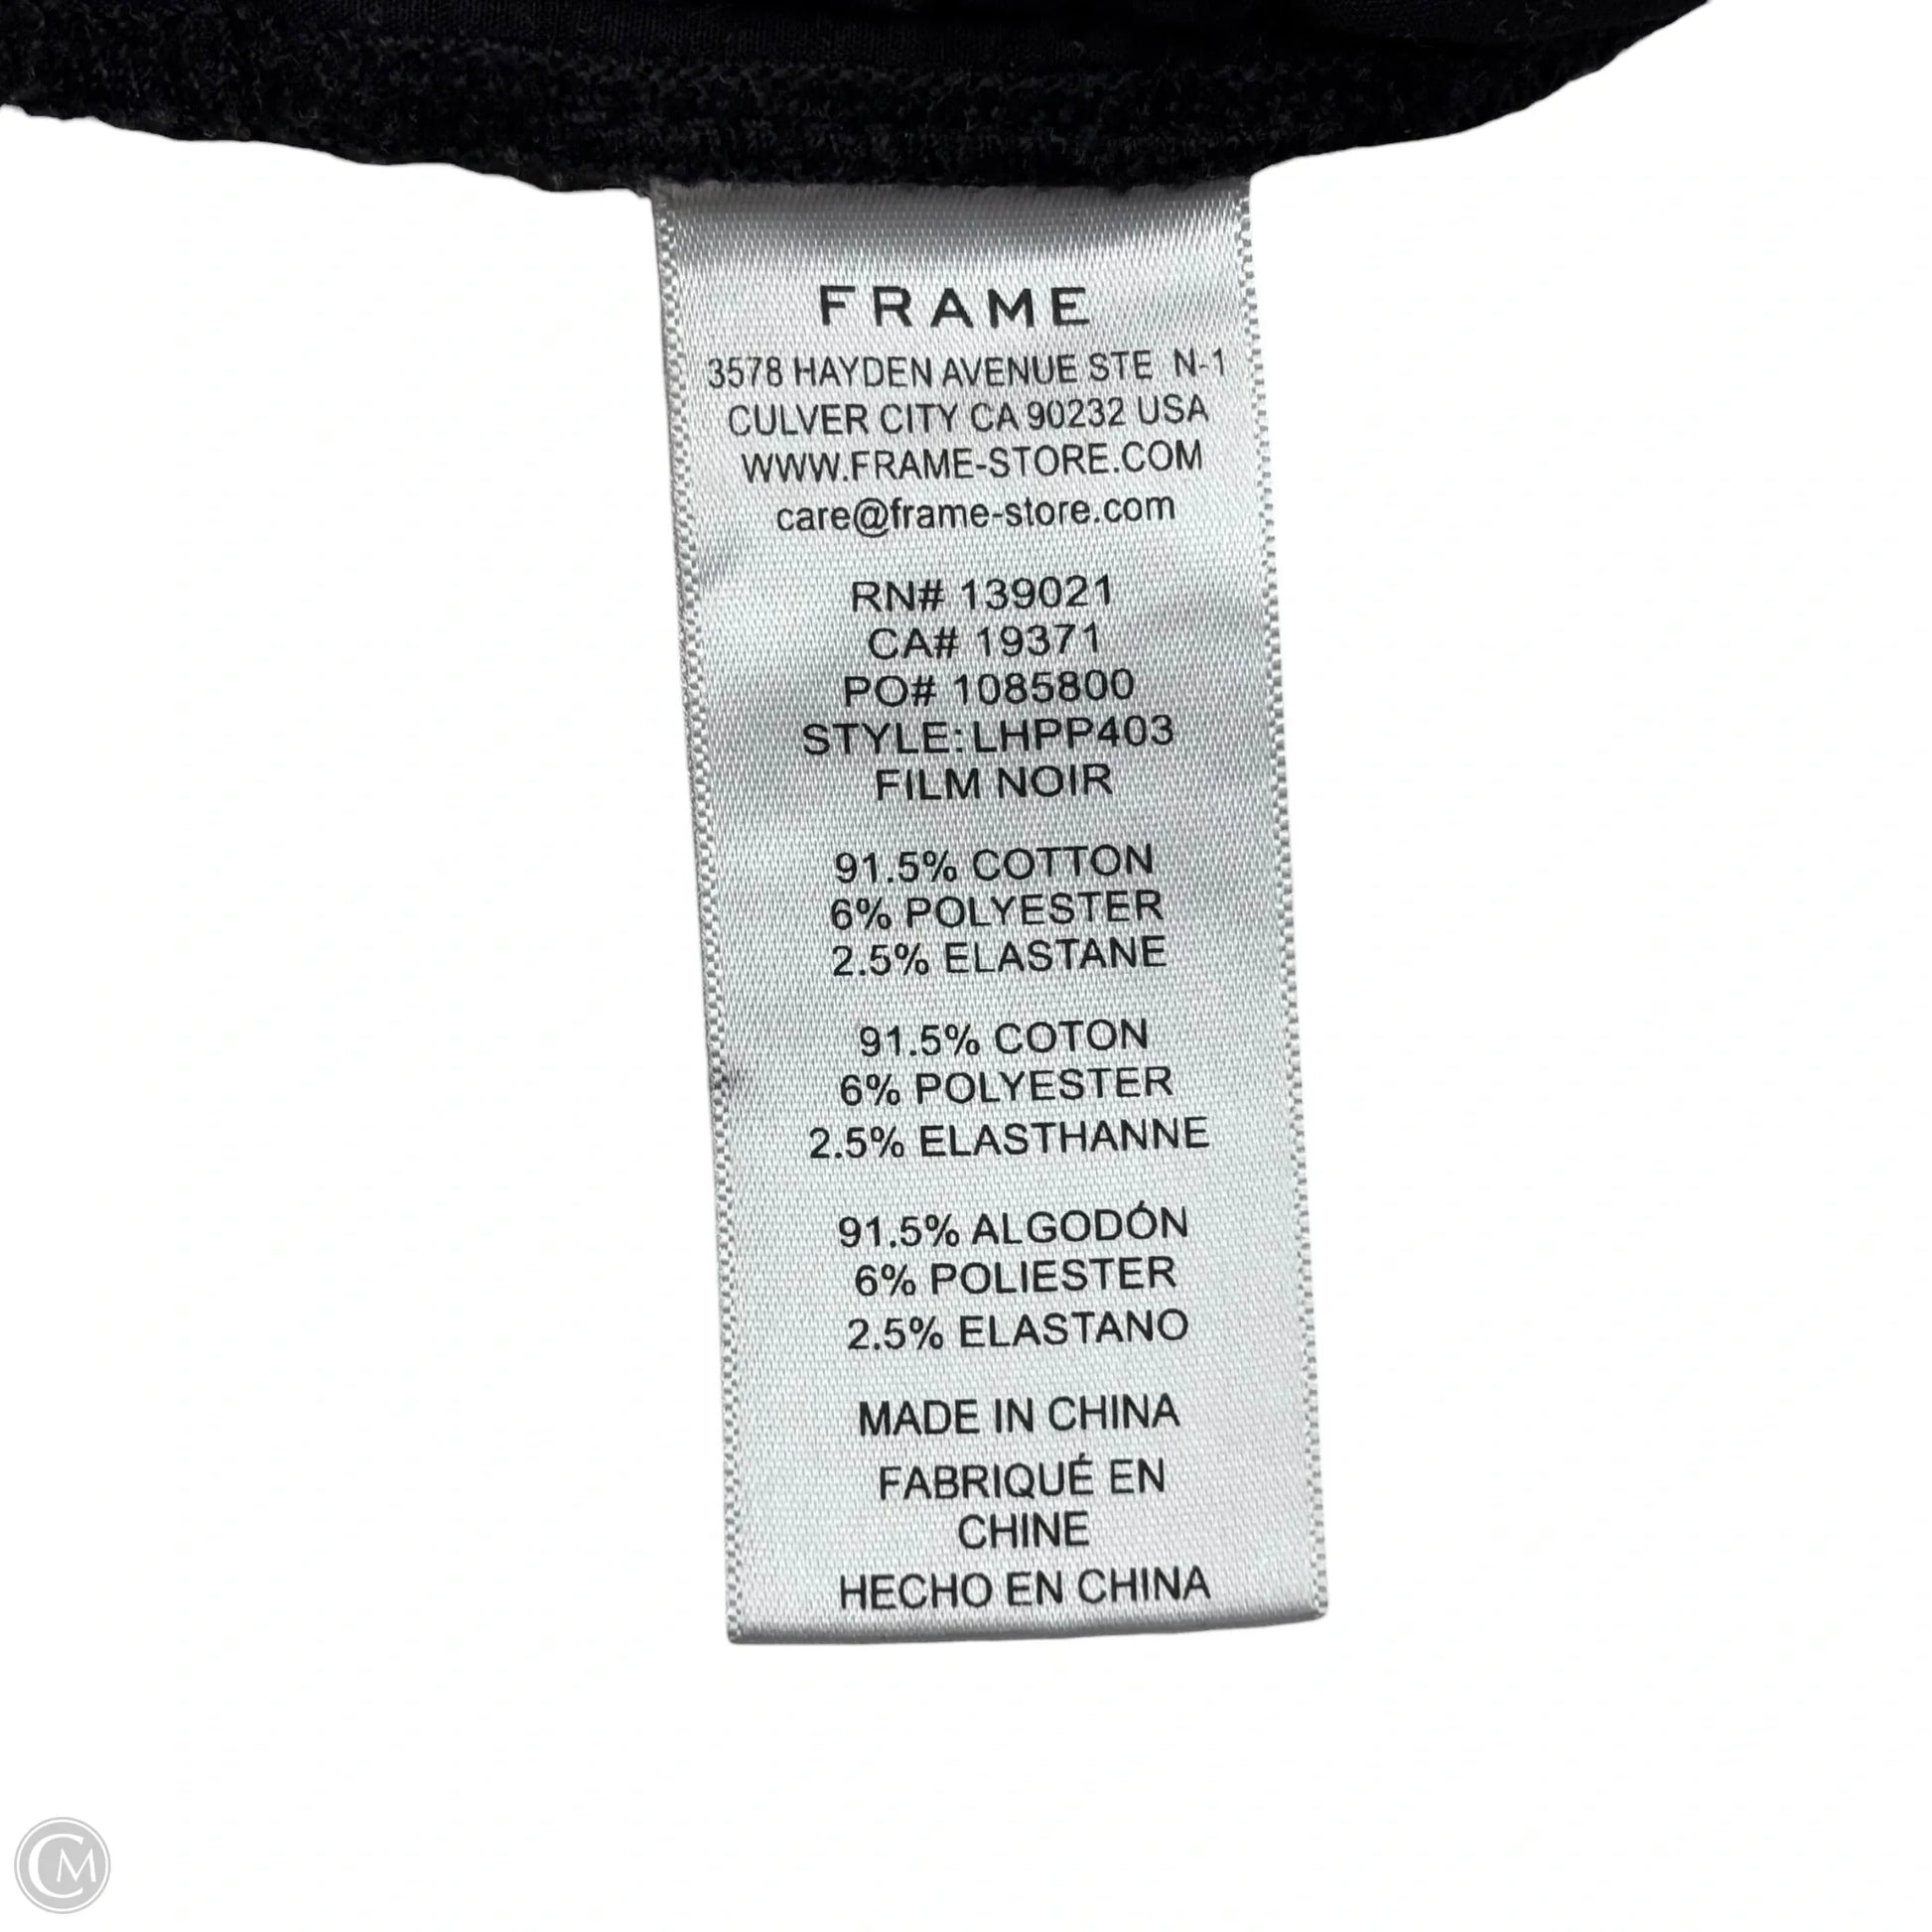 FRAME
3578 HAYDEN AVENUE STE N-1
CULVER CITY CA 90232 USA
WWW.FRAME-STORE.COM
care@frame-store.com
RN# 139021
CA# 19371
PO# 1085800
STYLE: LHPP403
FILM NOIR
91.5% COTTON
6% POLYESTER
2.5% ELASTANE
91.5% COTON
6% POLYESTER
2.5% ELASTHANNE
91.5% ALGODÓN
6% POLIESTER
2.5% ELASTANO
MADE IN CHINA
FABRIQUÉ EN
CHINE
HECHO EN CHINA
CM